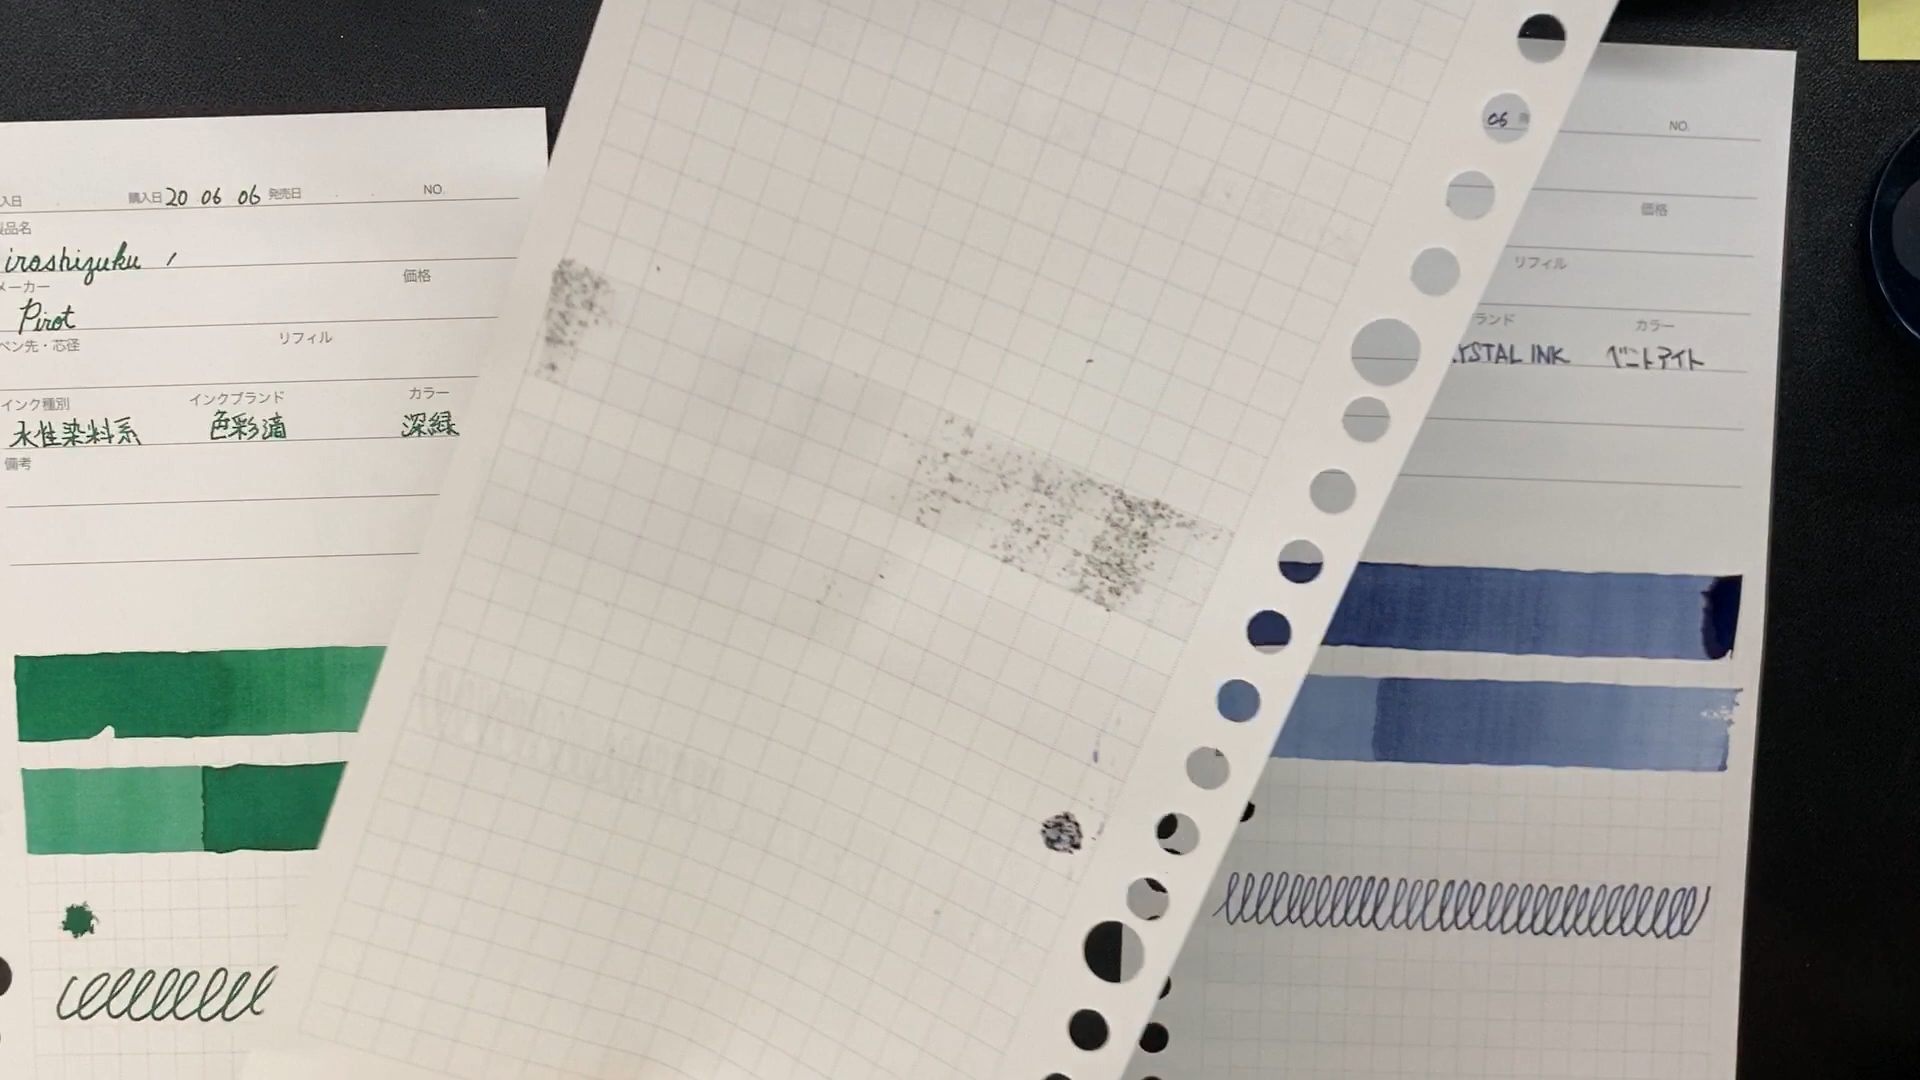 入日 購入日 20 06 06 発売日 NO.
製品名
iroshizuku
価格
メーカー
Pirot
ペン先・芯径 リフィル
インク種別 インクブランド カラー
水性染料系 色彩滴 深緑
備考
06 NO.
価格
リフィル
ランド カラー
YSTAL INK ベニトアイト